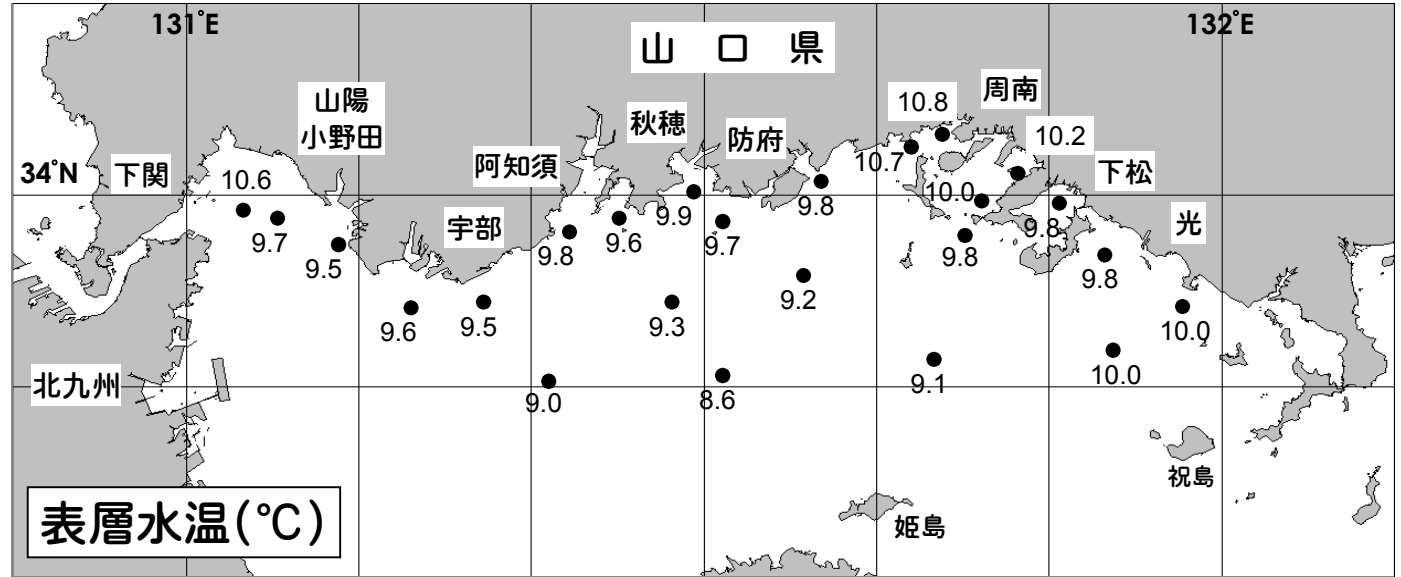 131°E
132°E
山 口 県
山陽
小野田
秋穂
防府
10.8
周南
10.2
34°N
下関
阿知須
10.7
下松
10.6
9.9
9.8
10.0
9.7
宇部
9.8
9.6
9.7
9.8
9.8
光
9.5
9.8
9.6
9.5
9.3
9.2
10.0
北九州
9.0
8.6
9.1
10.0
祝島
姫島
表層水温(℃)